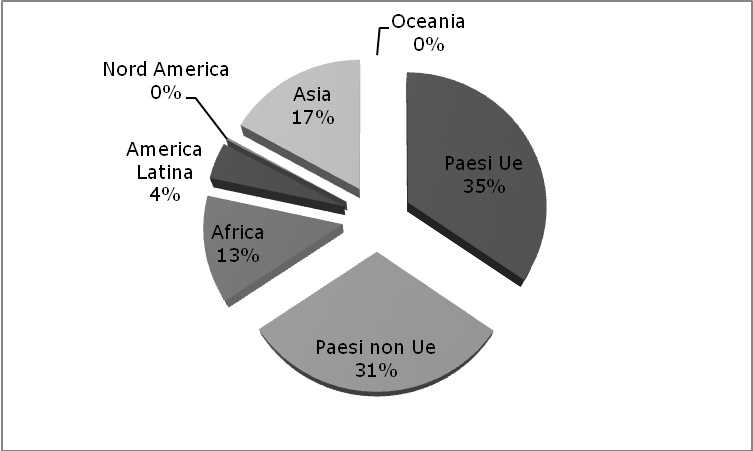 Oceania
0%
Nord America
0%
Asia
17%
America
Latina
4%
Paesi Ue
35%
Africa
13%
Paesi non Ue
31%